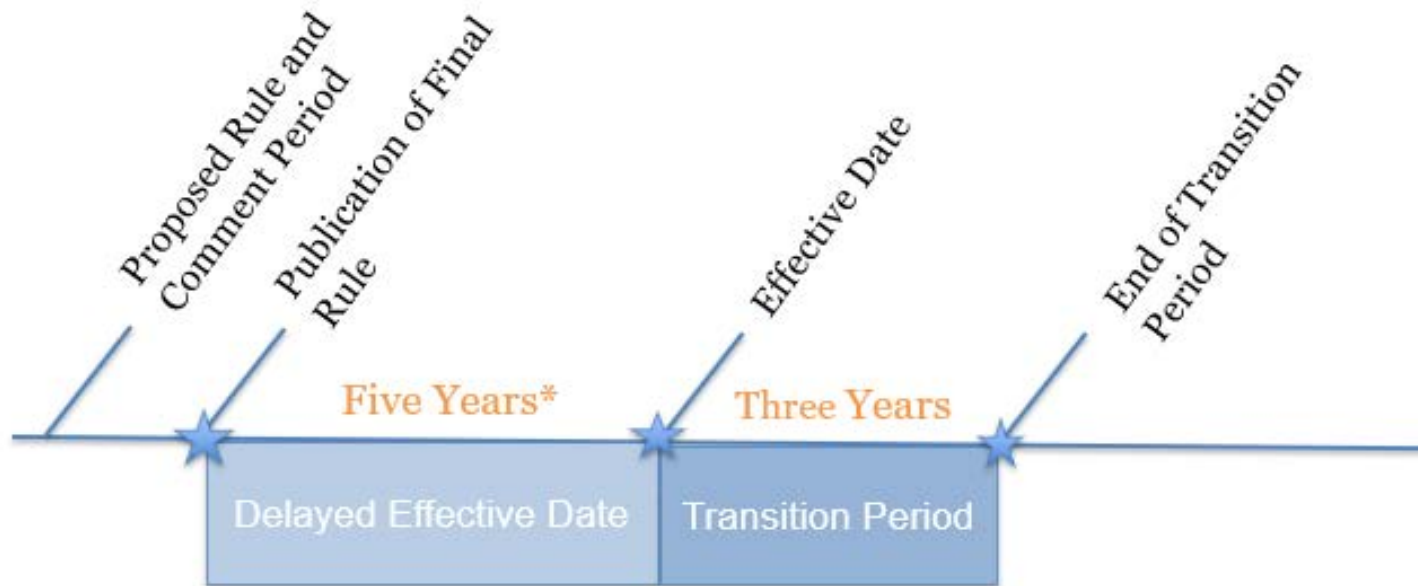 Proposed Rule and
Comment Period
Publication of Final
Rule
Effective Date
End of Transition
Period
Five Years*
Three Years
Delayed Effective Date
Transition Period